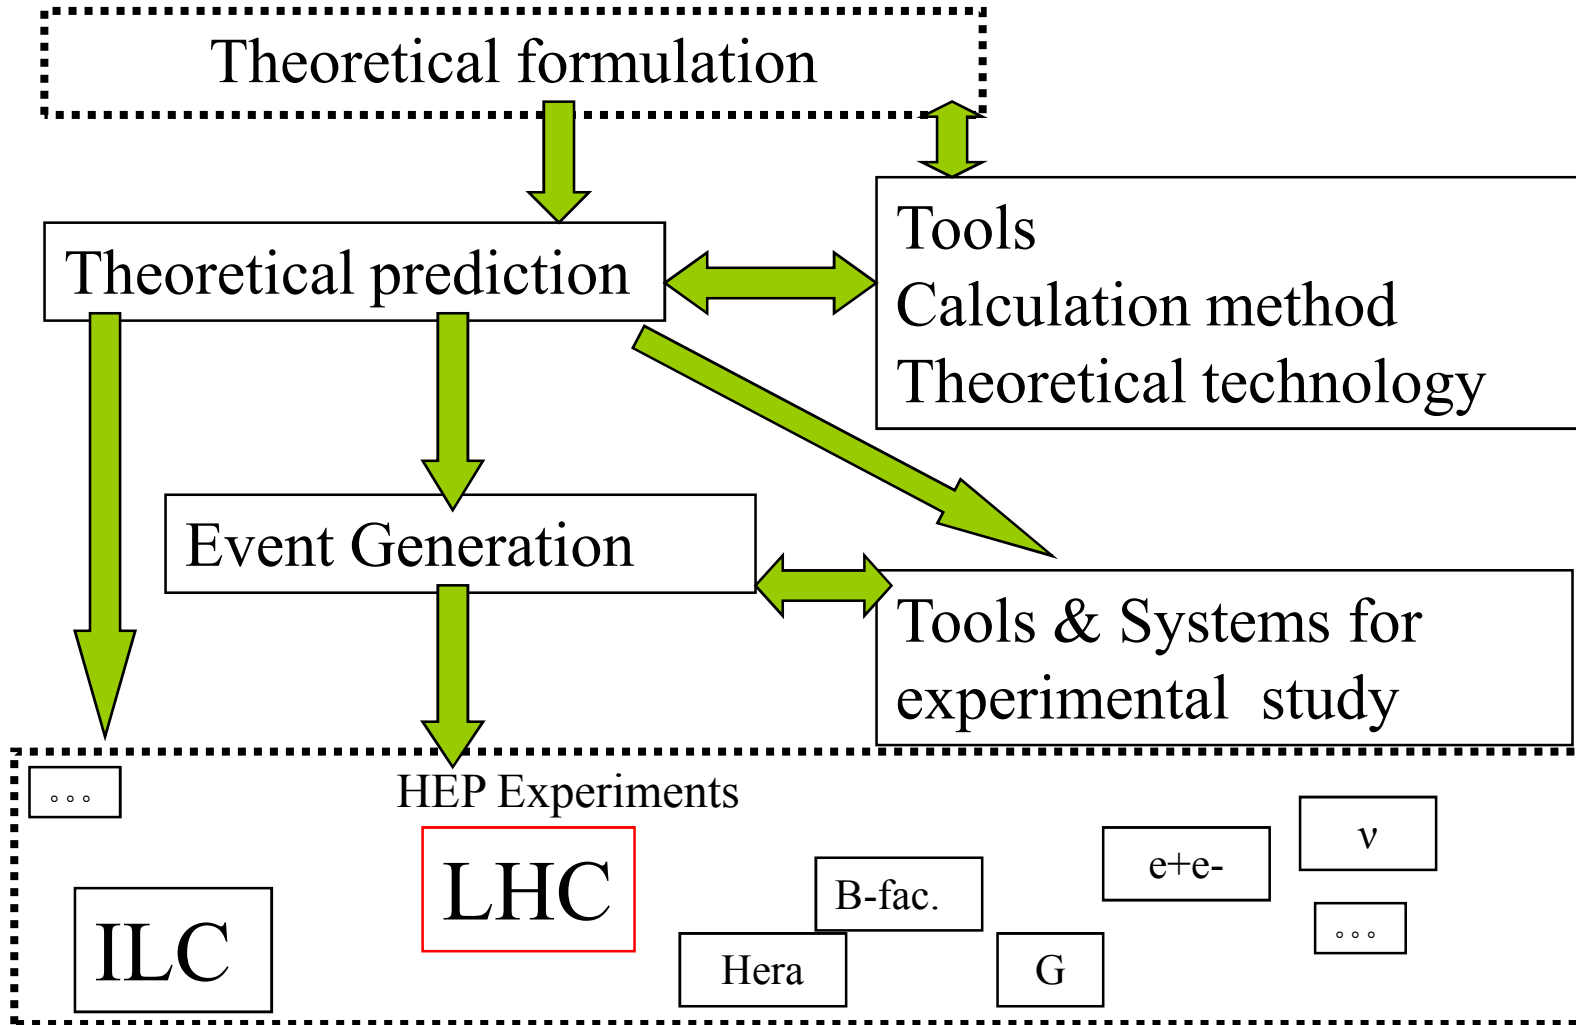 Theoretical formulation
Theoretical prediction
Tools
Calculation method
Theoretical technology
Event Generation
Tools & Systems for
experimental study
HEP Experiments
。。。
ILC
LHC
Hera
B-fac.
G
e+e-
ν
。。。